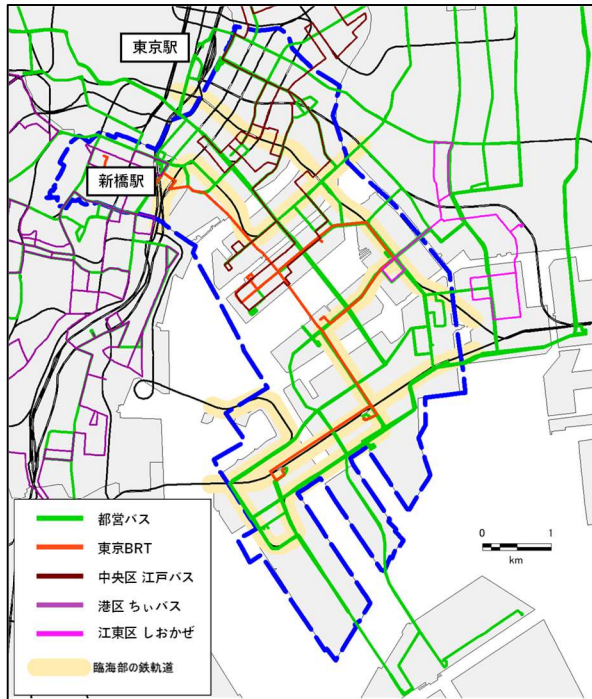 東京駅
新橋駅
都営バス
東京BRT
中央区 江戸バス
港区 ちぃバス
江東区 しおかぜ
臨海部の鉄軌道
0 1
km